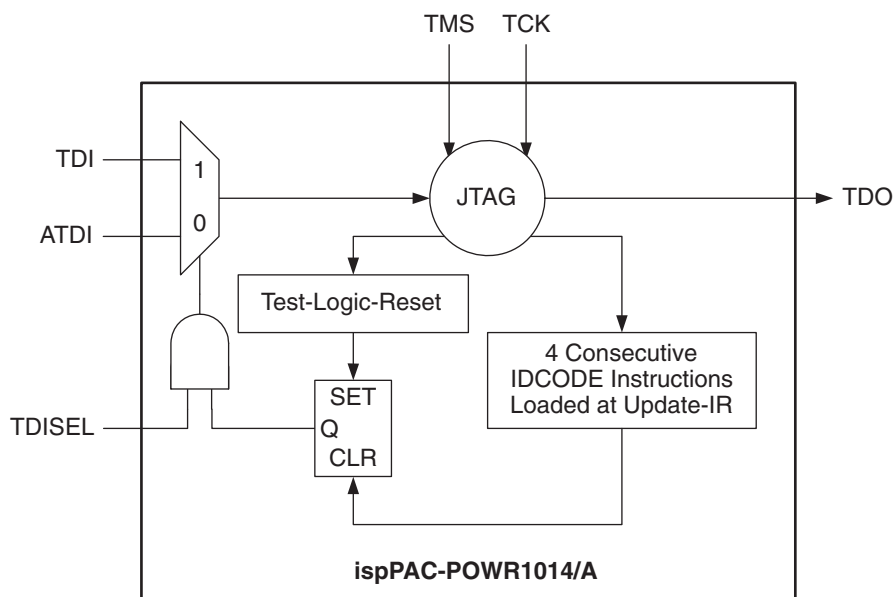 TMS
TCK
TDI
1
JTAG
TDO
ATDI
0
Test-Logic-Reset
4 Consecutive
IDCODE Instructions
Loaded at Update-IR
SET
TDISEL
Q
CLR
ispPAC-POWR1014/A